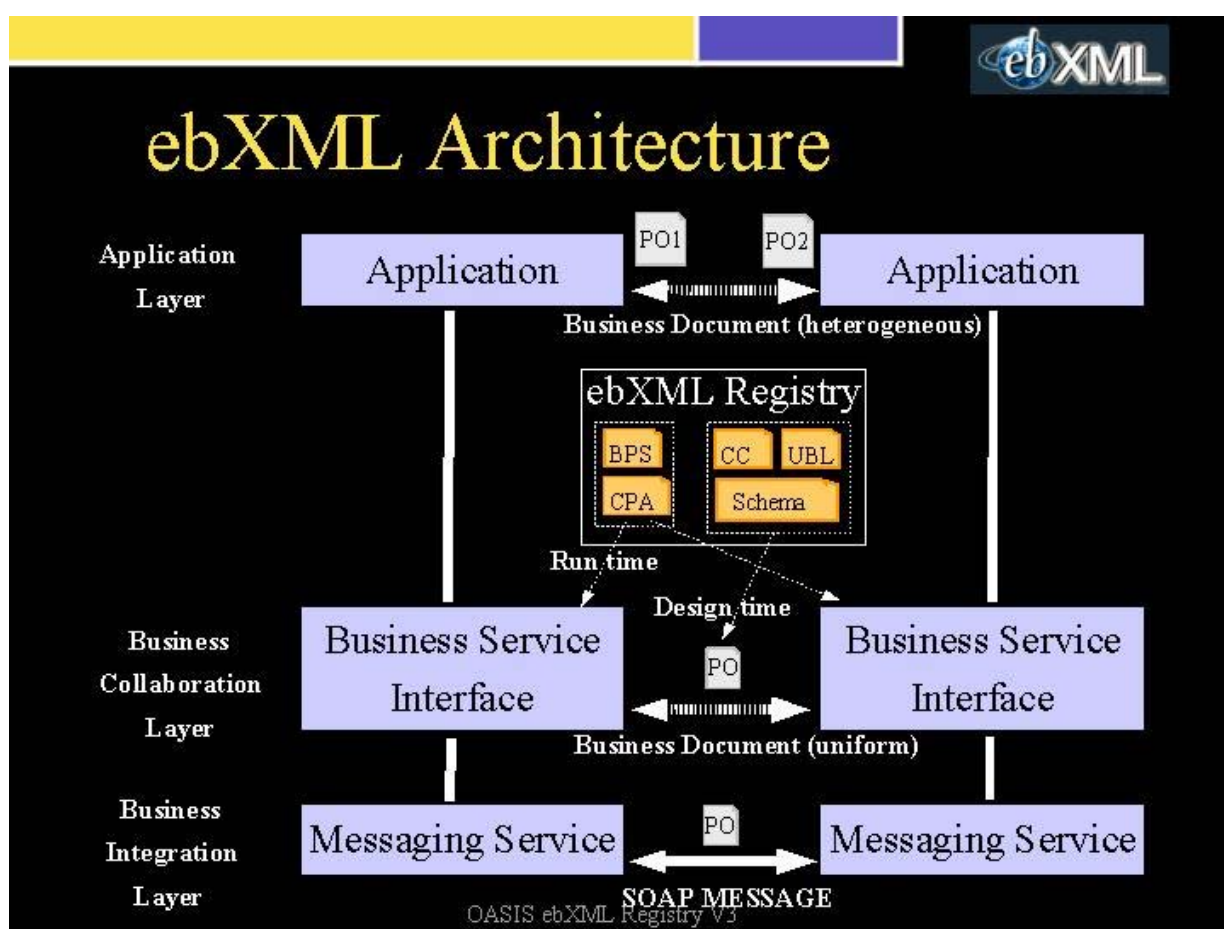 ebXML
ebXML Architecture
Application
Layer
Application
PO1
PO2
Application
Business Document (heterogeneous)
ebXML Registry
BPS
CC
UBL
CPA
Schema
Run time
Design time
Business
Collaboration
Layer
Business Service
Interface
PO
Business Service
Interface
Business Document (uniform)
Business
Integration
Layer
Messaging Service
PO
Messaging Service
SOAP MESSAGE
OASIS ebXML Registry V3